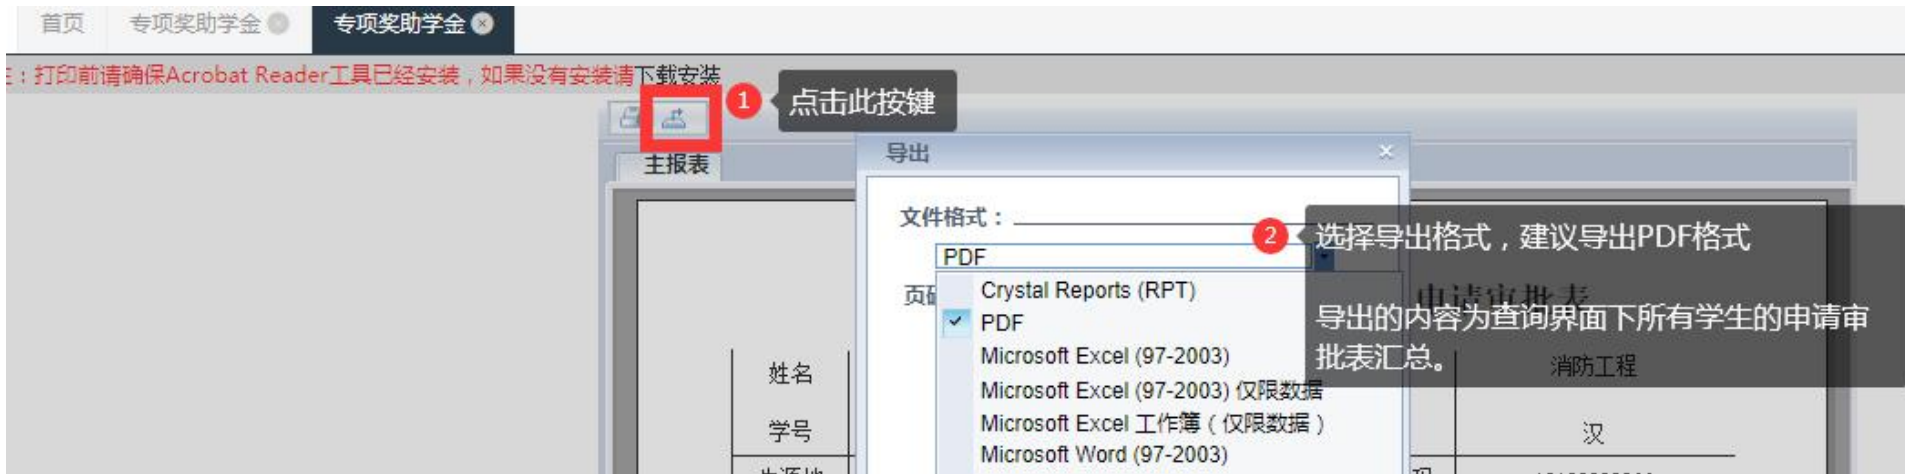 首页 专项奖助学金 专项奖助学金
：打印前请确保Acrobat Reader工具已经安装，如果没有安装请下载安装
1 点击此按键
导出
主报表
文件格式：
2 选择导出格式，建议导出PDF格式
PDF
Crystal Reports (RPT)
申请审批表
导出的内容为查询界面下所有学生的申请审
PDF
Microsoft Excel (97-2003)
批表汇总。
姓名
消防工程
Microsoft Excel (97-2003) 仅限数据
学号
Microsoft Excel 工作簿（仅限数据）
汉
Microsoft Word (97-2003)